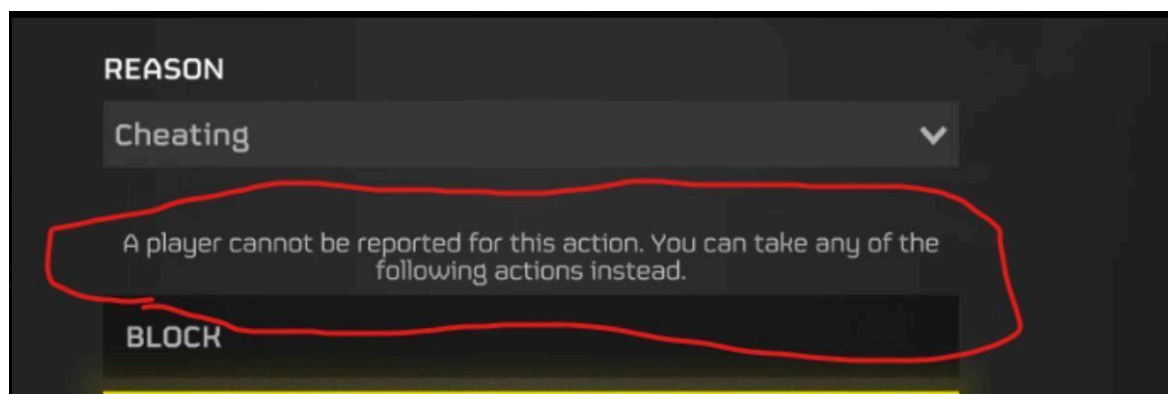 REASON
Cheating
A player cannot be reported for this action. You can take any of the
following actions instead.
BLOCK